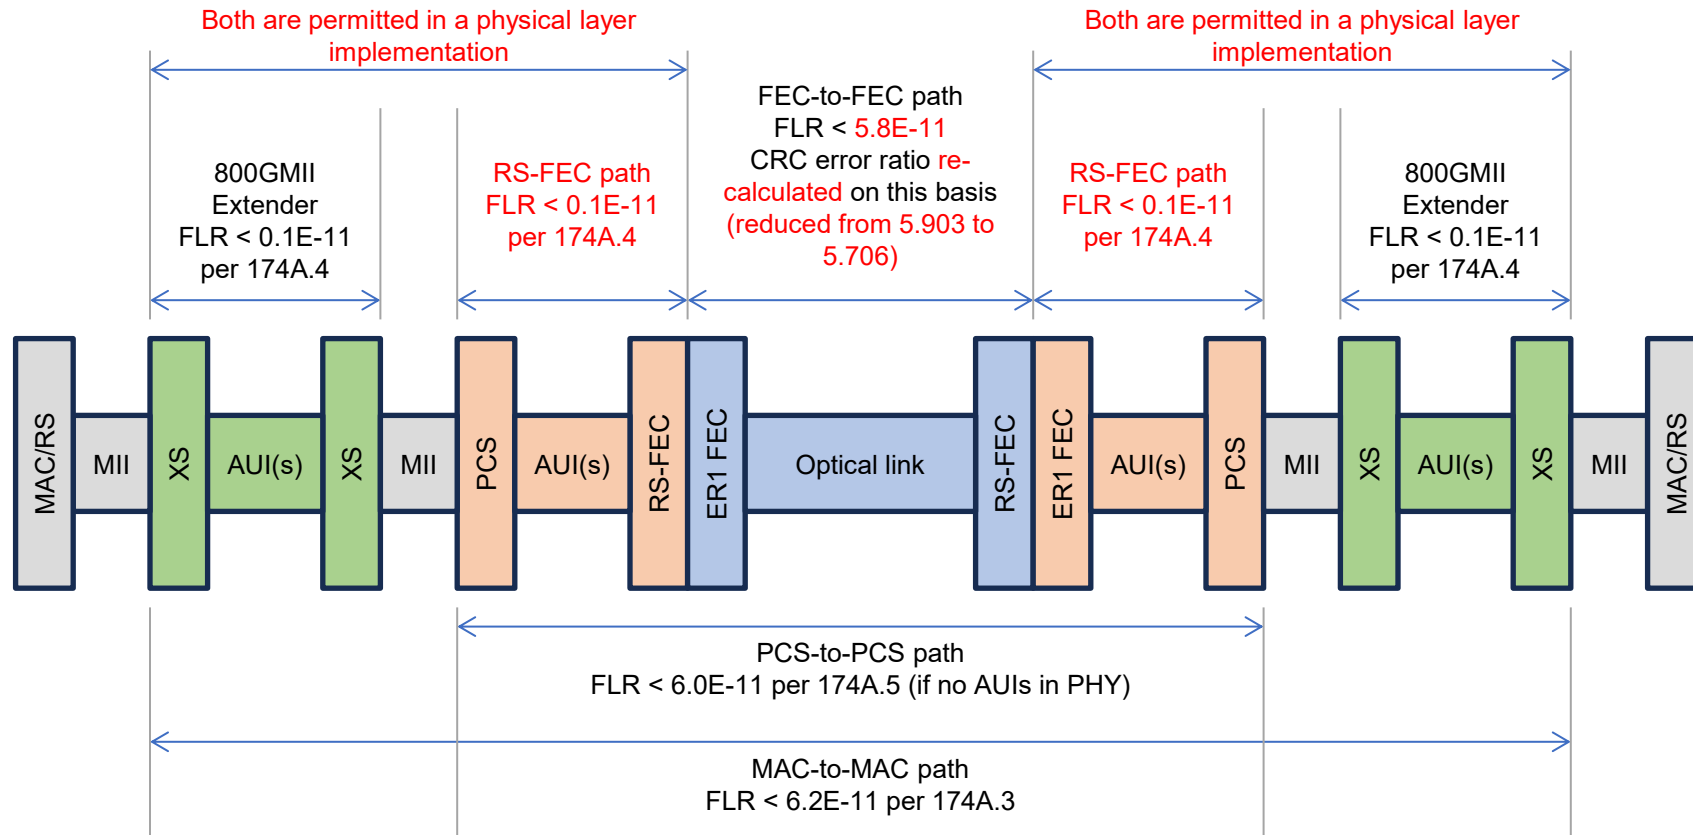 Both are permitted in a physical layer
implementation
Both are permitted in a physical layer
implementation
FEC-to-FEC path
FLR < 5.8E-11
CRC error ratio re-
calculated on this basis
(reduced from 5.903 to
5.706)
800GMII
Extender
FLR < 0.1E-11
per 174A.4
RS-FEC path
FLR < 0.1E-11
per 174A.4
RS-FEC path
FLR < 0.1E-11
per 174A.4
800GMII
Extender
FLR < 0.1E-11
per 174A.4
MAC/RS
MII
XS
AUI(s)
XS
MII
PCS
AUI(s)
RS-FEC
ER1 FEC
Optical link
RS-FEC
ER1 FEC
AUI(s)
PCS
MII
XS
AUI(s)
XS
MII
MAC/RS
PCS-to-PCS path
FLR < 6.0E-11 per 174A.5 (if no AUIs in PHY)
MAC-to-MAC path
FLR < 6.2E-11 per 174A.3